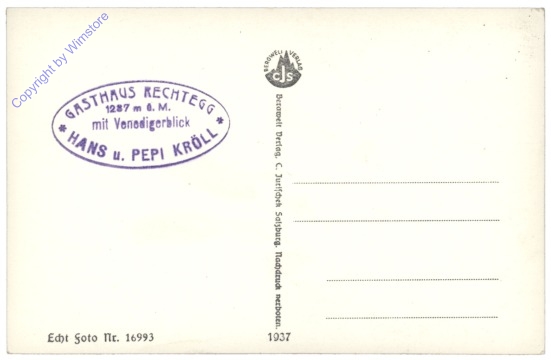 Copyright by Wimstore
GASTHAUS RECHTEGG
1287 m ü. M.
mit Venedigerblick
* HANS u. PEPI KRÖLL *
BERGWELT VERLAG
CJS
Bergwelt Verlag, C. Jurischek Salzburg. Nachdruck verboten.
Echt Foto Nr. 16993
1937